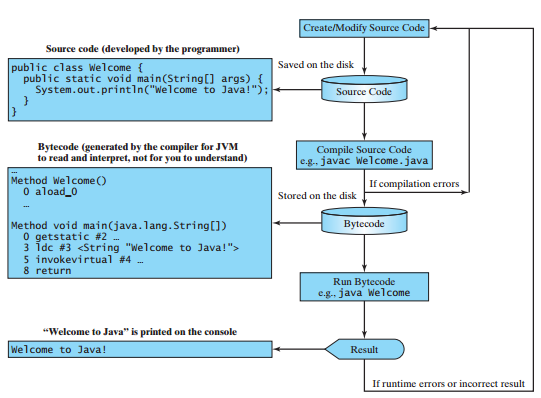 Create/Modify Source Code
Source code (developed by the programmer)
Saved on the disk
public class Welcome {
public static void main(String[] args) {
System.out.println("Welcome to Java!");
}
}
Source Code
Compile Source Code
e.g., javac Welcome.java
Bytecode (generated by the compiler for JVM
to read and interpret, not for you to understand)
If compilation errors
Stored on the disk
…
Method Welcome()
0 aload_0
…
Method void main(java.lang.String[])
0 getstatic #2 …
3 ldc #3 <String "Welcome to Java!">
5 invokevirtual #4 …
8 return
Bytecode
Run Bytecode
e.g., java Welcome
“Welcome to Java” is printed on the console
Welcome to Java!
Result
If runtime errors or incorrect result